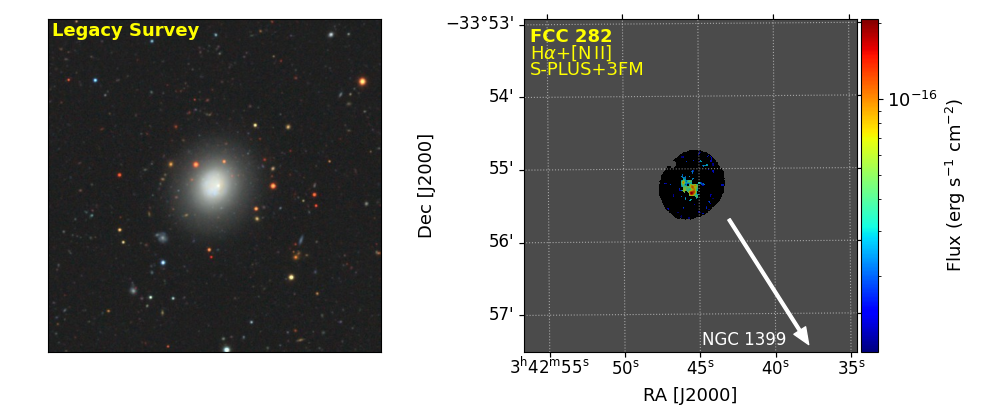 Legacy Survey
FCC 282
Hα+[N II]
S-PLUS+3FM
NGC 1399
−33°53'
54'
55'
56'
57'
Dec [J2000]
3ʰ42ᵐ55ˢ 50ˢ 45ˢ 40ˢ 35ˢ
RA [J2000]
10⁻¹⁶
Flux (erg s⁻¹ cm⁻²)